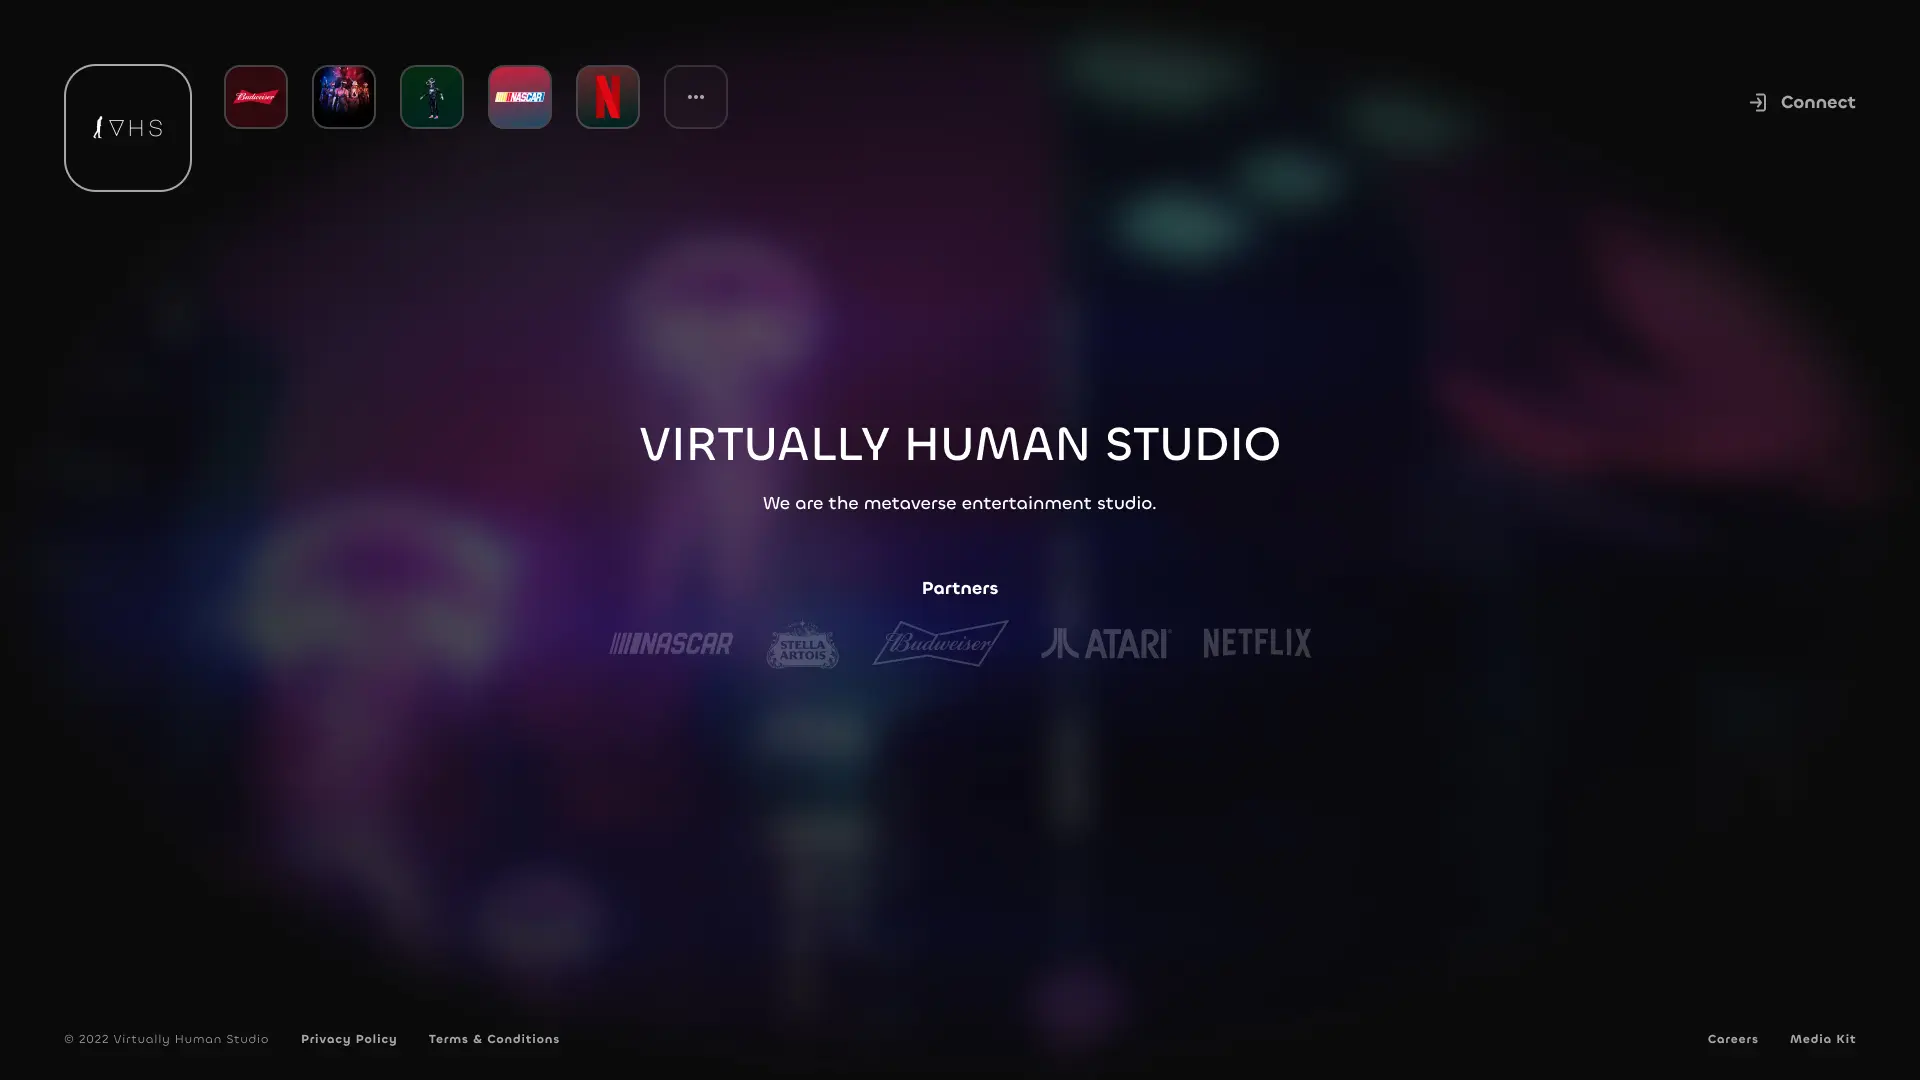 VHS
Budweiser
NASCAR
N
Connect
VIRTUALLY HUMAN STUDIO
We are the metaverse entertainment studio.
Partners
NASCAR
STELLA
ARTOIS
Budweiser
ATARI
NETFLIX
© 2022 Virtually Human Studio
Privacy Policy
Terms & Conditions
Careers
Media Kit